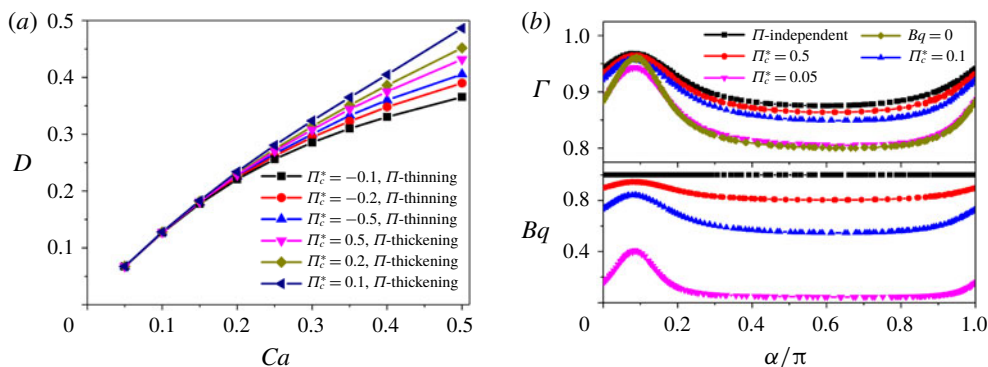 (a)
0.5
0.4
0.3
D
0.2
0.1
0
0.1
0.2
0.3
0.4
0.5
Ca
Π*c = −0.1, Π-thinning
Π*c = −0.2, Π-thinning
Π*c = −0.5, Π-thinning
Π*c = 0.5, Π-thickening
Π*c = 0.2, Π-thickening
Π*c = 0.1, Π-thickening
(b)
Π-independent
Bq = 0
Π*c = 0.5
Π*c = 0.1
Π*c = 0.05
1.0
Γ
0.9
0.8
0.8
Bq
0.4
0
0.2
0.4
0.6
0.8
1.0
α/π